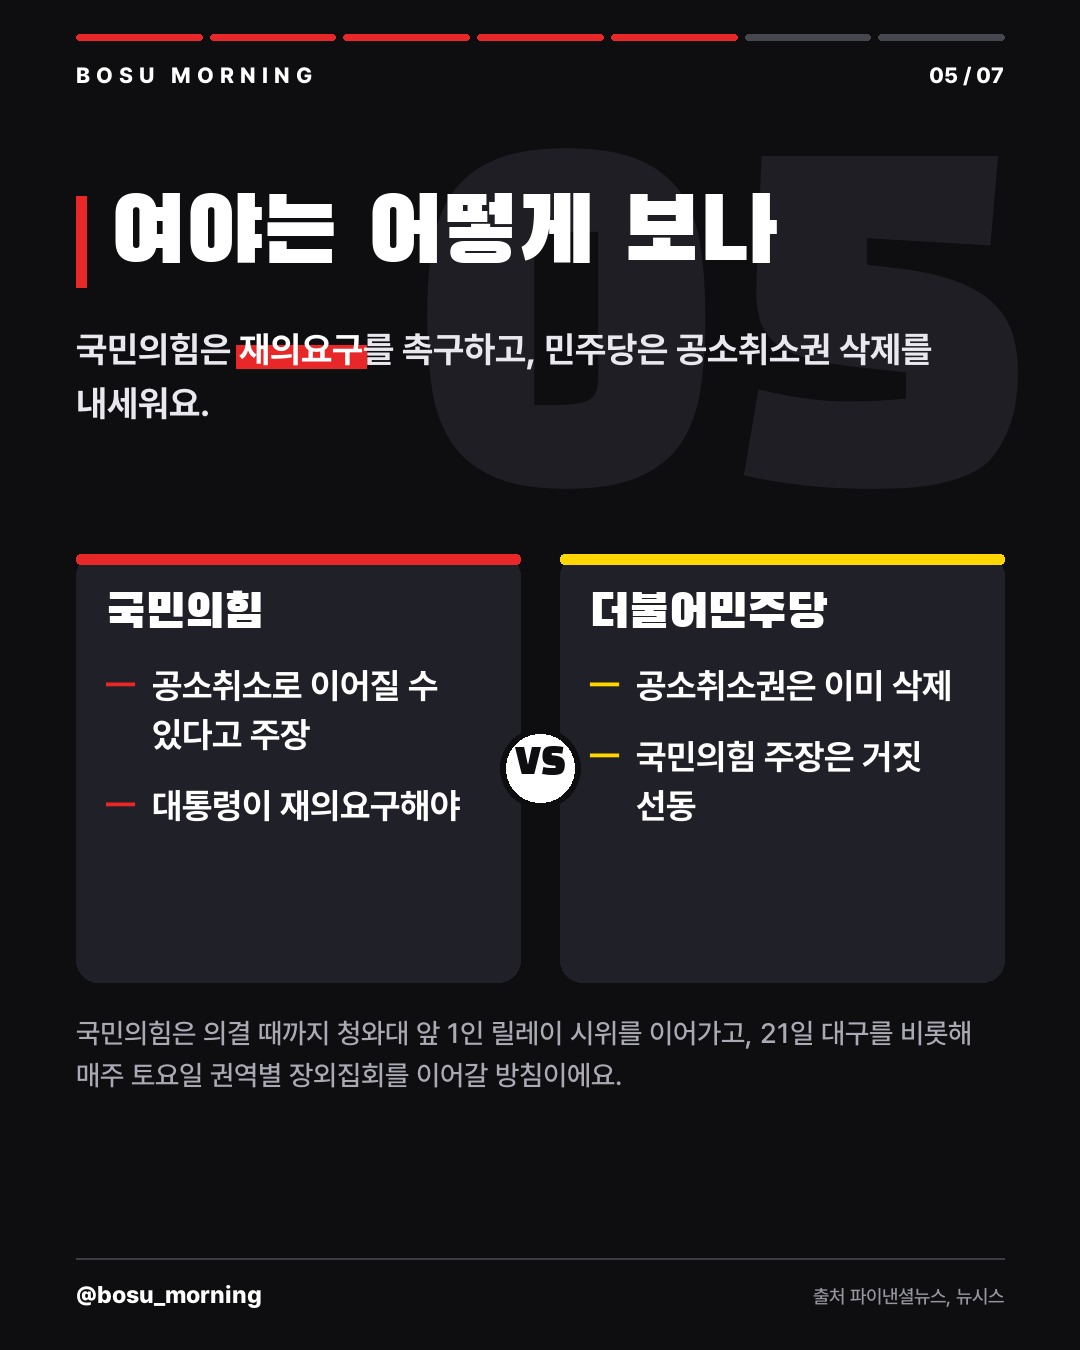 BOSU MORNING
05 / 07
05
여야는 어떻게 보나
국민의힘은 재의요구를 촉구하고, 민주당은 공소취소권 삭제를
내세워요.
국민의힘
— 공소취소로 이어질 수
있다고 주장
— 대통령이 재의요구해야
VS
더불어민주당
— 공소취소권은 이미 삭제
— 국민의힘 주장은 거짓
선동
국민의힘은 의결 때까지 청와대 앞 1인 릴레이 시위를 이어가고, 21일 대구를 비롯해
매주 토요일 권역별 장외집회를 이어갈 방침이에요.
@bosu_morning
출처 파이낸셜뉴스, 뉴시스